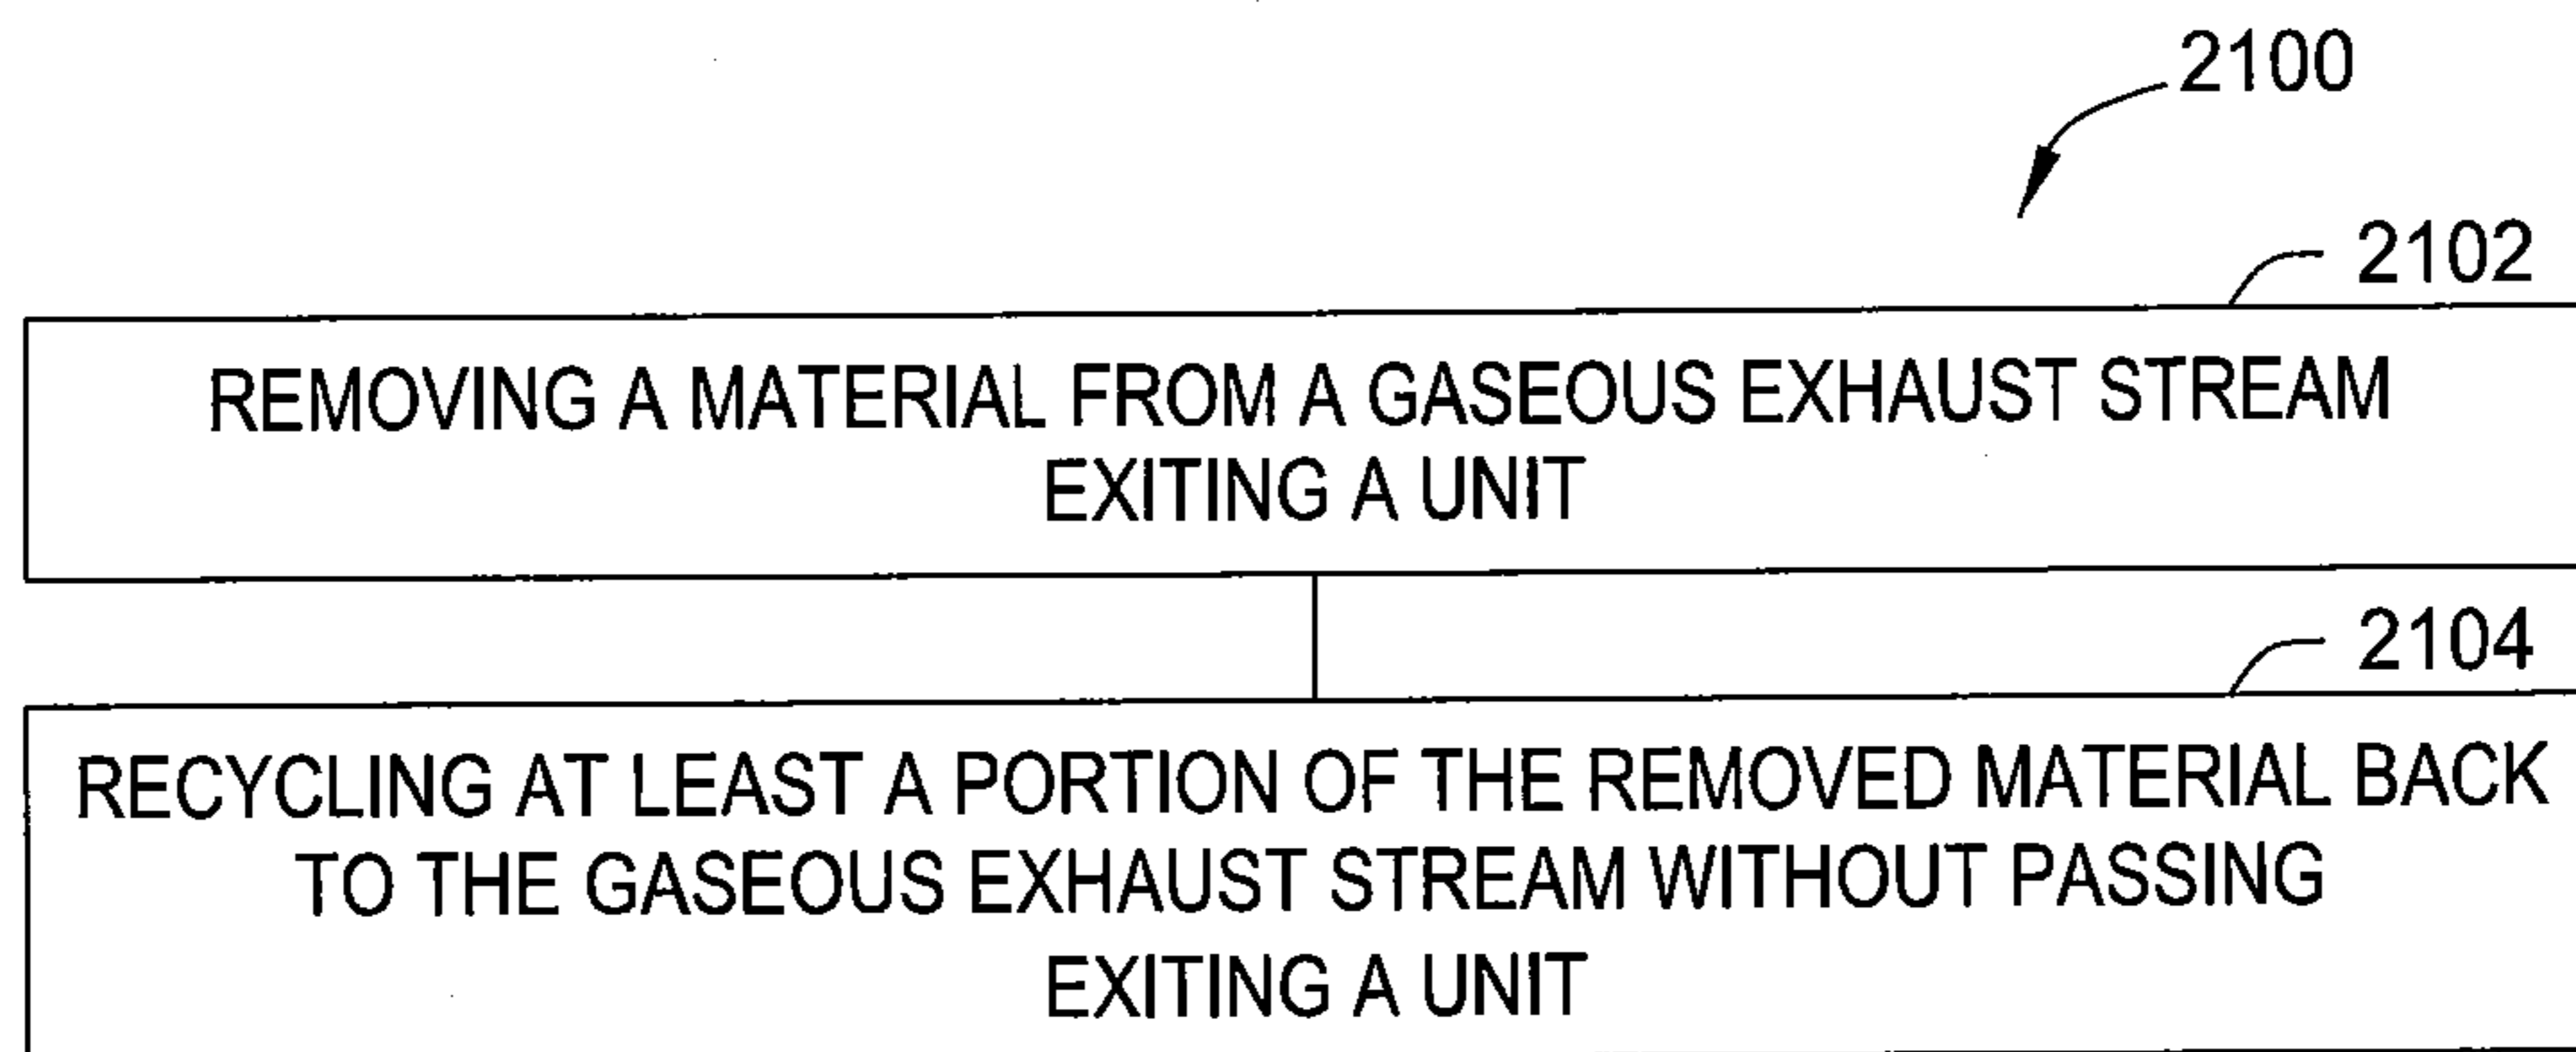 2100
2102
REMOVING A MATERIAL FROM A GASEOUS EXHAUST STREAM
EXITING A UNIT
2104
RECYCLING AT LEAST A PORTION OF THE REMOVED MATERIAL BACK
TO THE GASEOUS EXHAUST STREAM WITHOUT PASSING
EXITING A UNIT